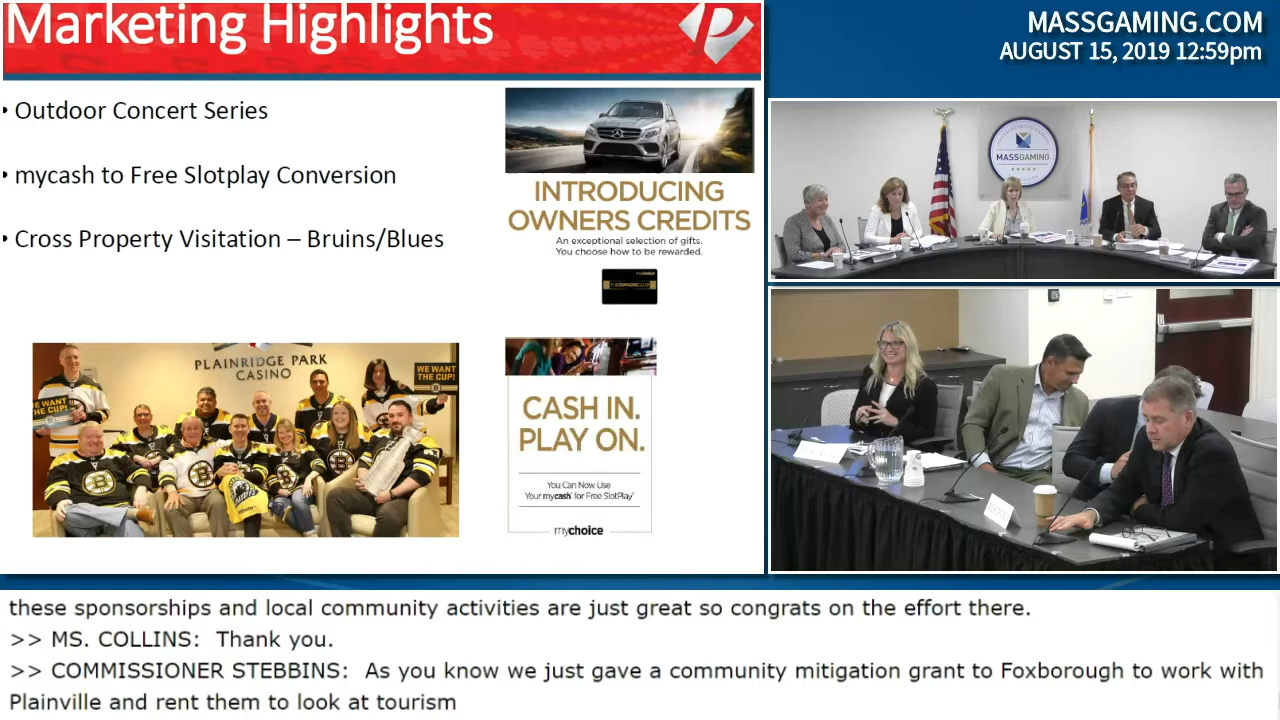 Marketing Highlights
• Outdoor Concert Series
• mycash to Free Slotplay Conversion
• Cross Property Visitation – Bruins/Blues
INTRODUCING
OWNERS CREDITS
An exceptional selection of gifts.
You choose how to be rewarded.
PLAINRIDGE PARK
CASINO
WE WANT
THE CUP!
WE WANT
THE CUP!
CASH IN.
PLAY ON.
You Can Now Use
Your mycash for Free SlotPlay
mychoice
MASSGAMING.COM
AUGUST 15, 2019 12:59pm
MASSGAMING
these sponsorships and local community activities are just great so congrats on the effort there.
>> MS. COLLINS:  Thank you.
>> COMMISSIONER STEBBINS:  As you know we just gave a community mitigation grant to Foxborough to work with
Plainville and rent them to look at tourism